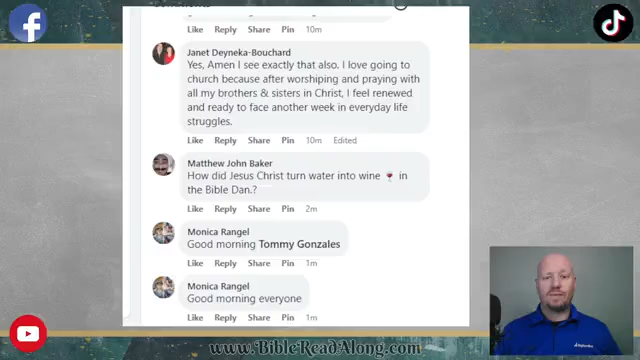 Like Reply Share Pin 10m
Janet Deyneka-Bouchard
Yes, Amen I see exactly that also. I love going to
church because after worshiping and praying with
all my brothers & sisters in Christ, I feel renewed
and ready to face another week in everyday life
struggles.
Like Reply Share Pin 10m Edited
Matthew John Baker
How did Jesus Christ turn water into wine 🍷 in
the Bible Dan.?
Like Reply Share Pin 2m
Monica Rangel
Good morning Tommy Gonzales
Like Reply Share Pin 1m
Monica Rangel
Good morning everyone
Like Reply Share Pin 1m
www.BibleReadAlong.com